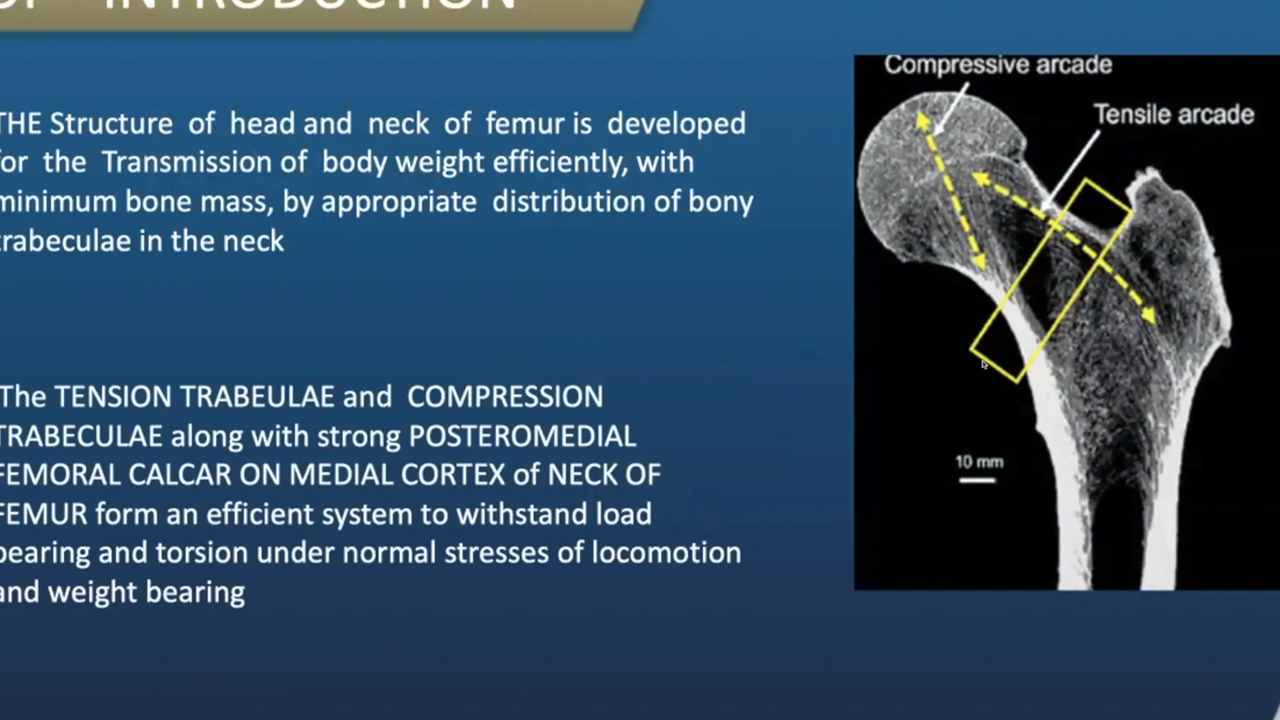 INTRODUCTION
THE Structure of head and neck of femur is developed
for the Transmission of body weight efficiently, with
minimum bone mass, by appropriate distribution of bony
trabeculae in the neck
The TENSION TRABEULAE and COMPRESSION
TRABECULAE along with strong POSTEROMEDIAL
FEMORAL CALCAR ON MEDIAL CORTEX of NECK OF
FEMUR form an efficient system to withstand load
bearing and torsion under normal stresses of locomotion
and weight bearing
Compressive arcade
Tensile arcade
10 mm